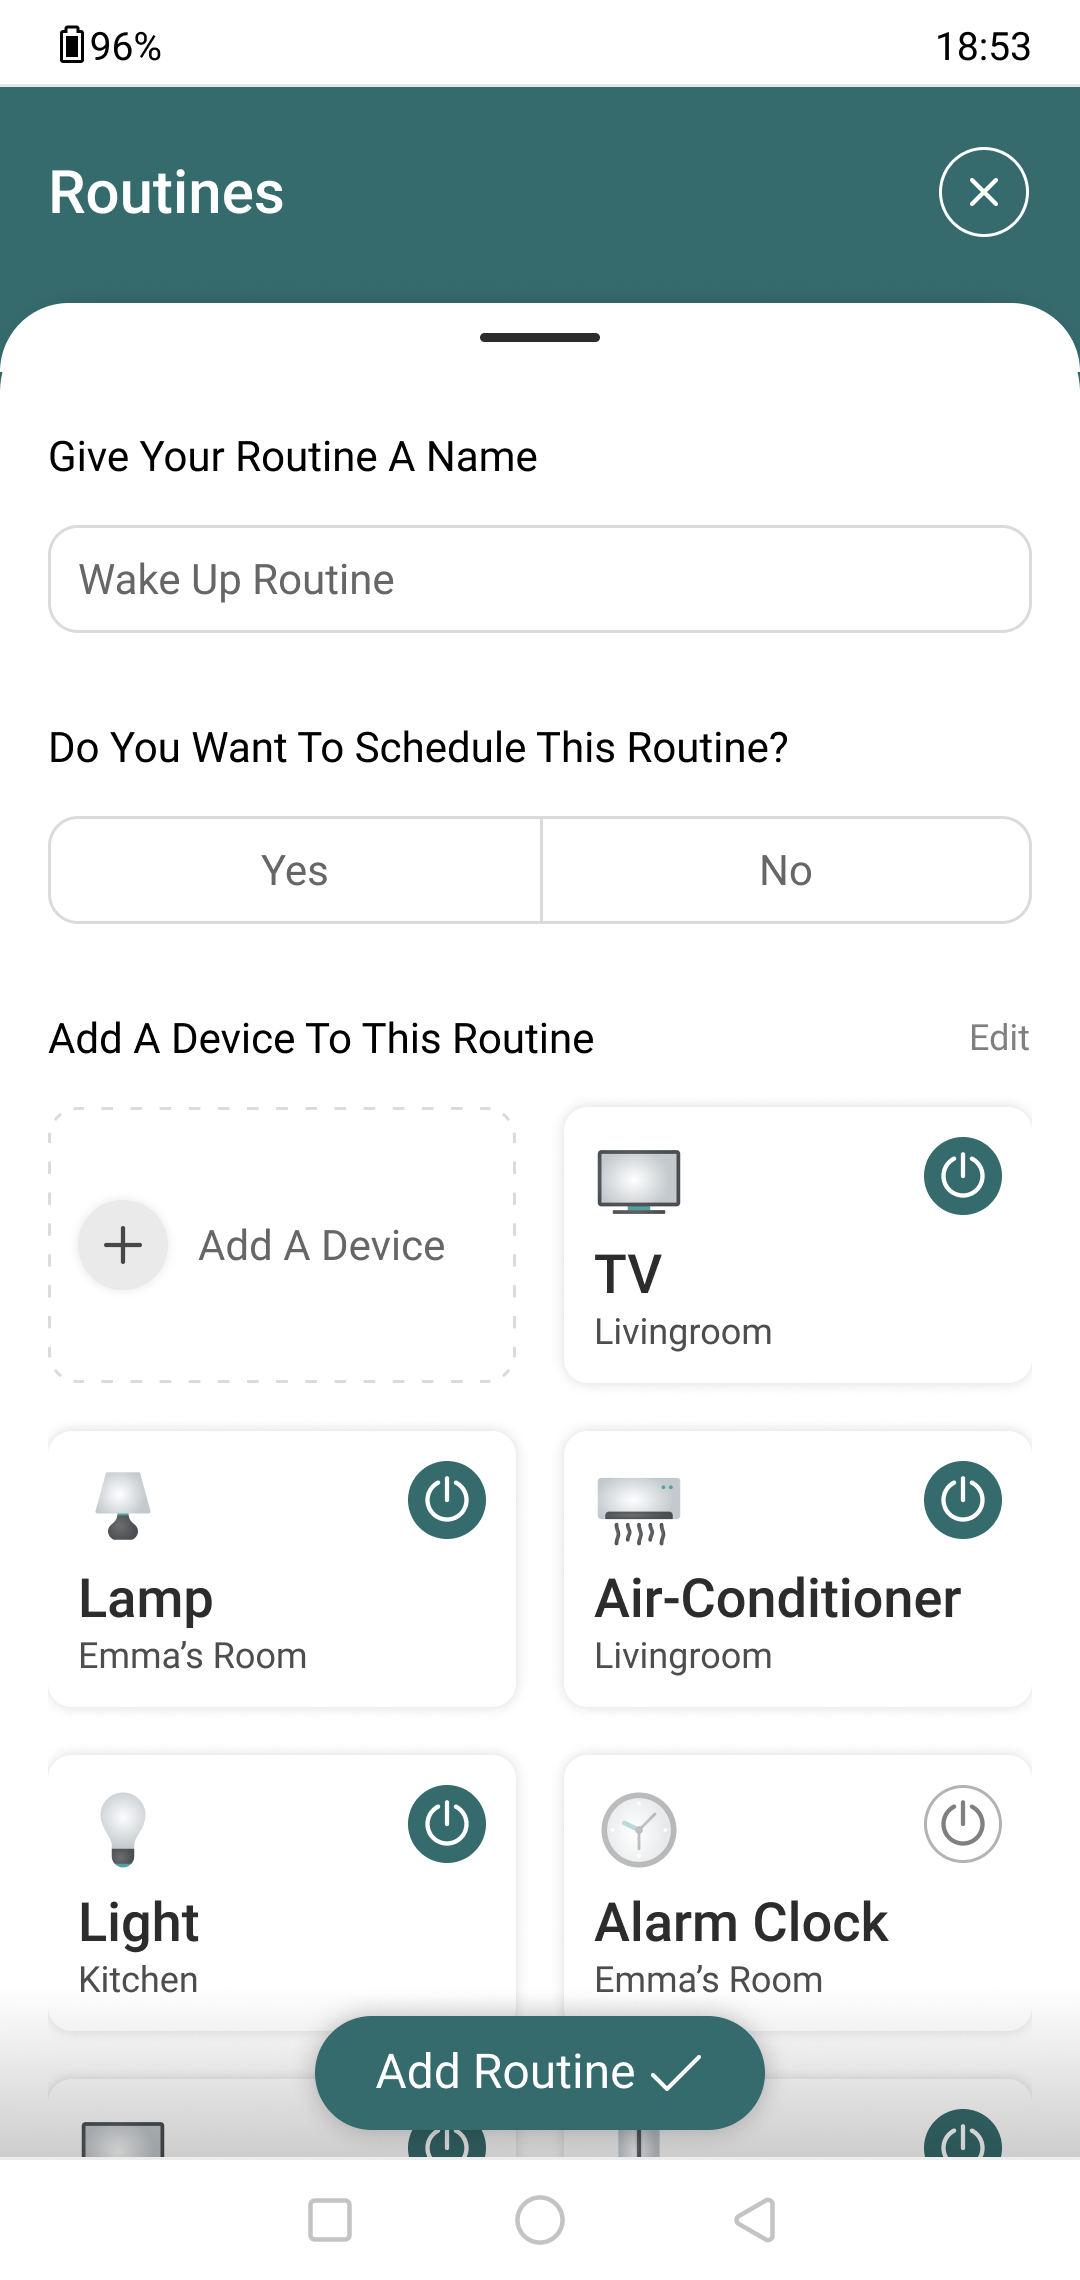 96%
18:53
Routines
Give Your Routine A Name
Wake Up Routine
Do You Want To Schedule This Routine?
Yes
No
Add A Device To This Routine
Edit
Add A Device
TV
Livingroom
Lamp
Emma’s Room
Air-Conditioner
Livingroom
Light
Kitchen
Alarm Clock
Emma’s Room
Add Routine